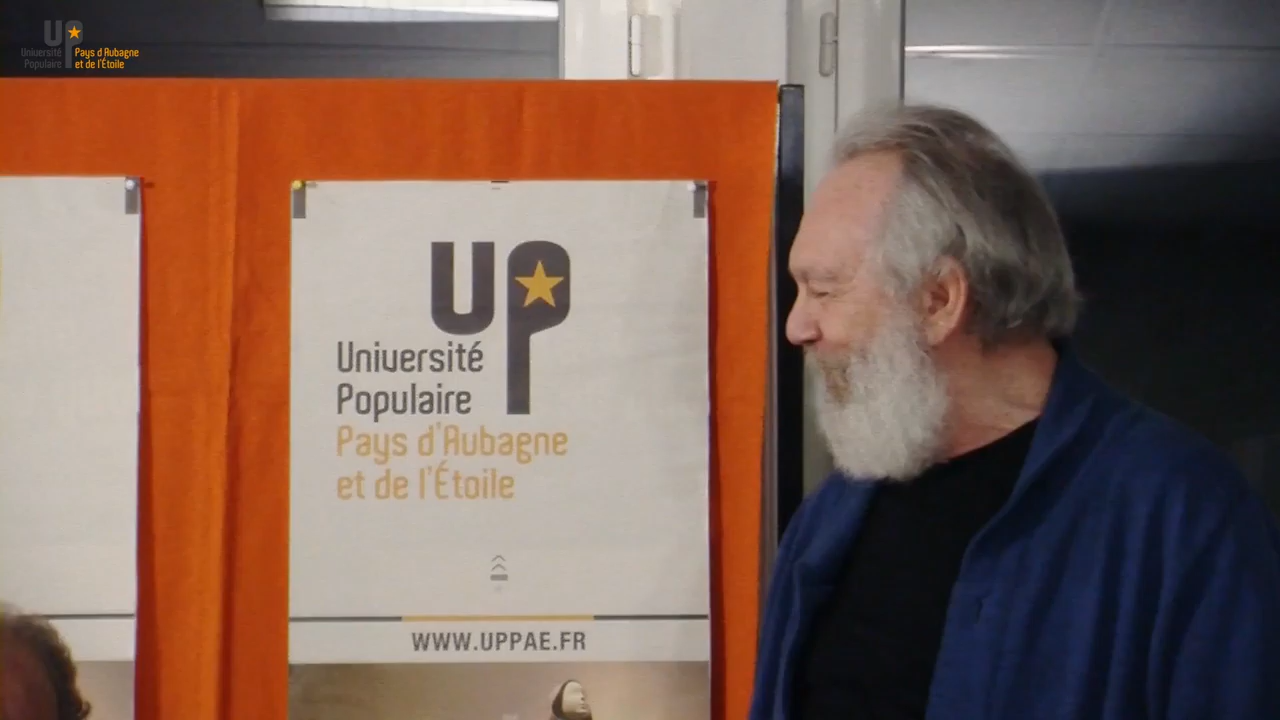 UP
Université
Populaire
Pays d'Aubagne
et de l'Étoile
UP
Université
Populaire
Pays d'Aubagne
et de l'Étoile
WWW.UPPAE.FR